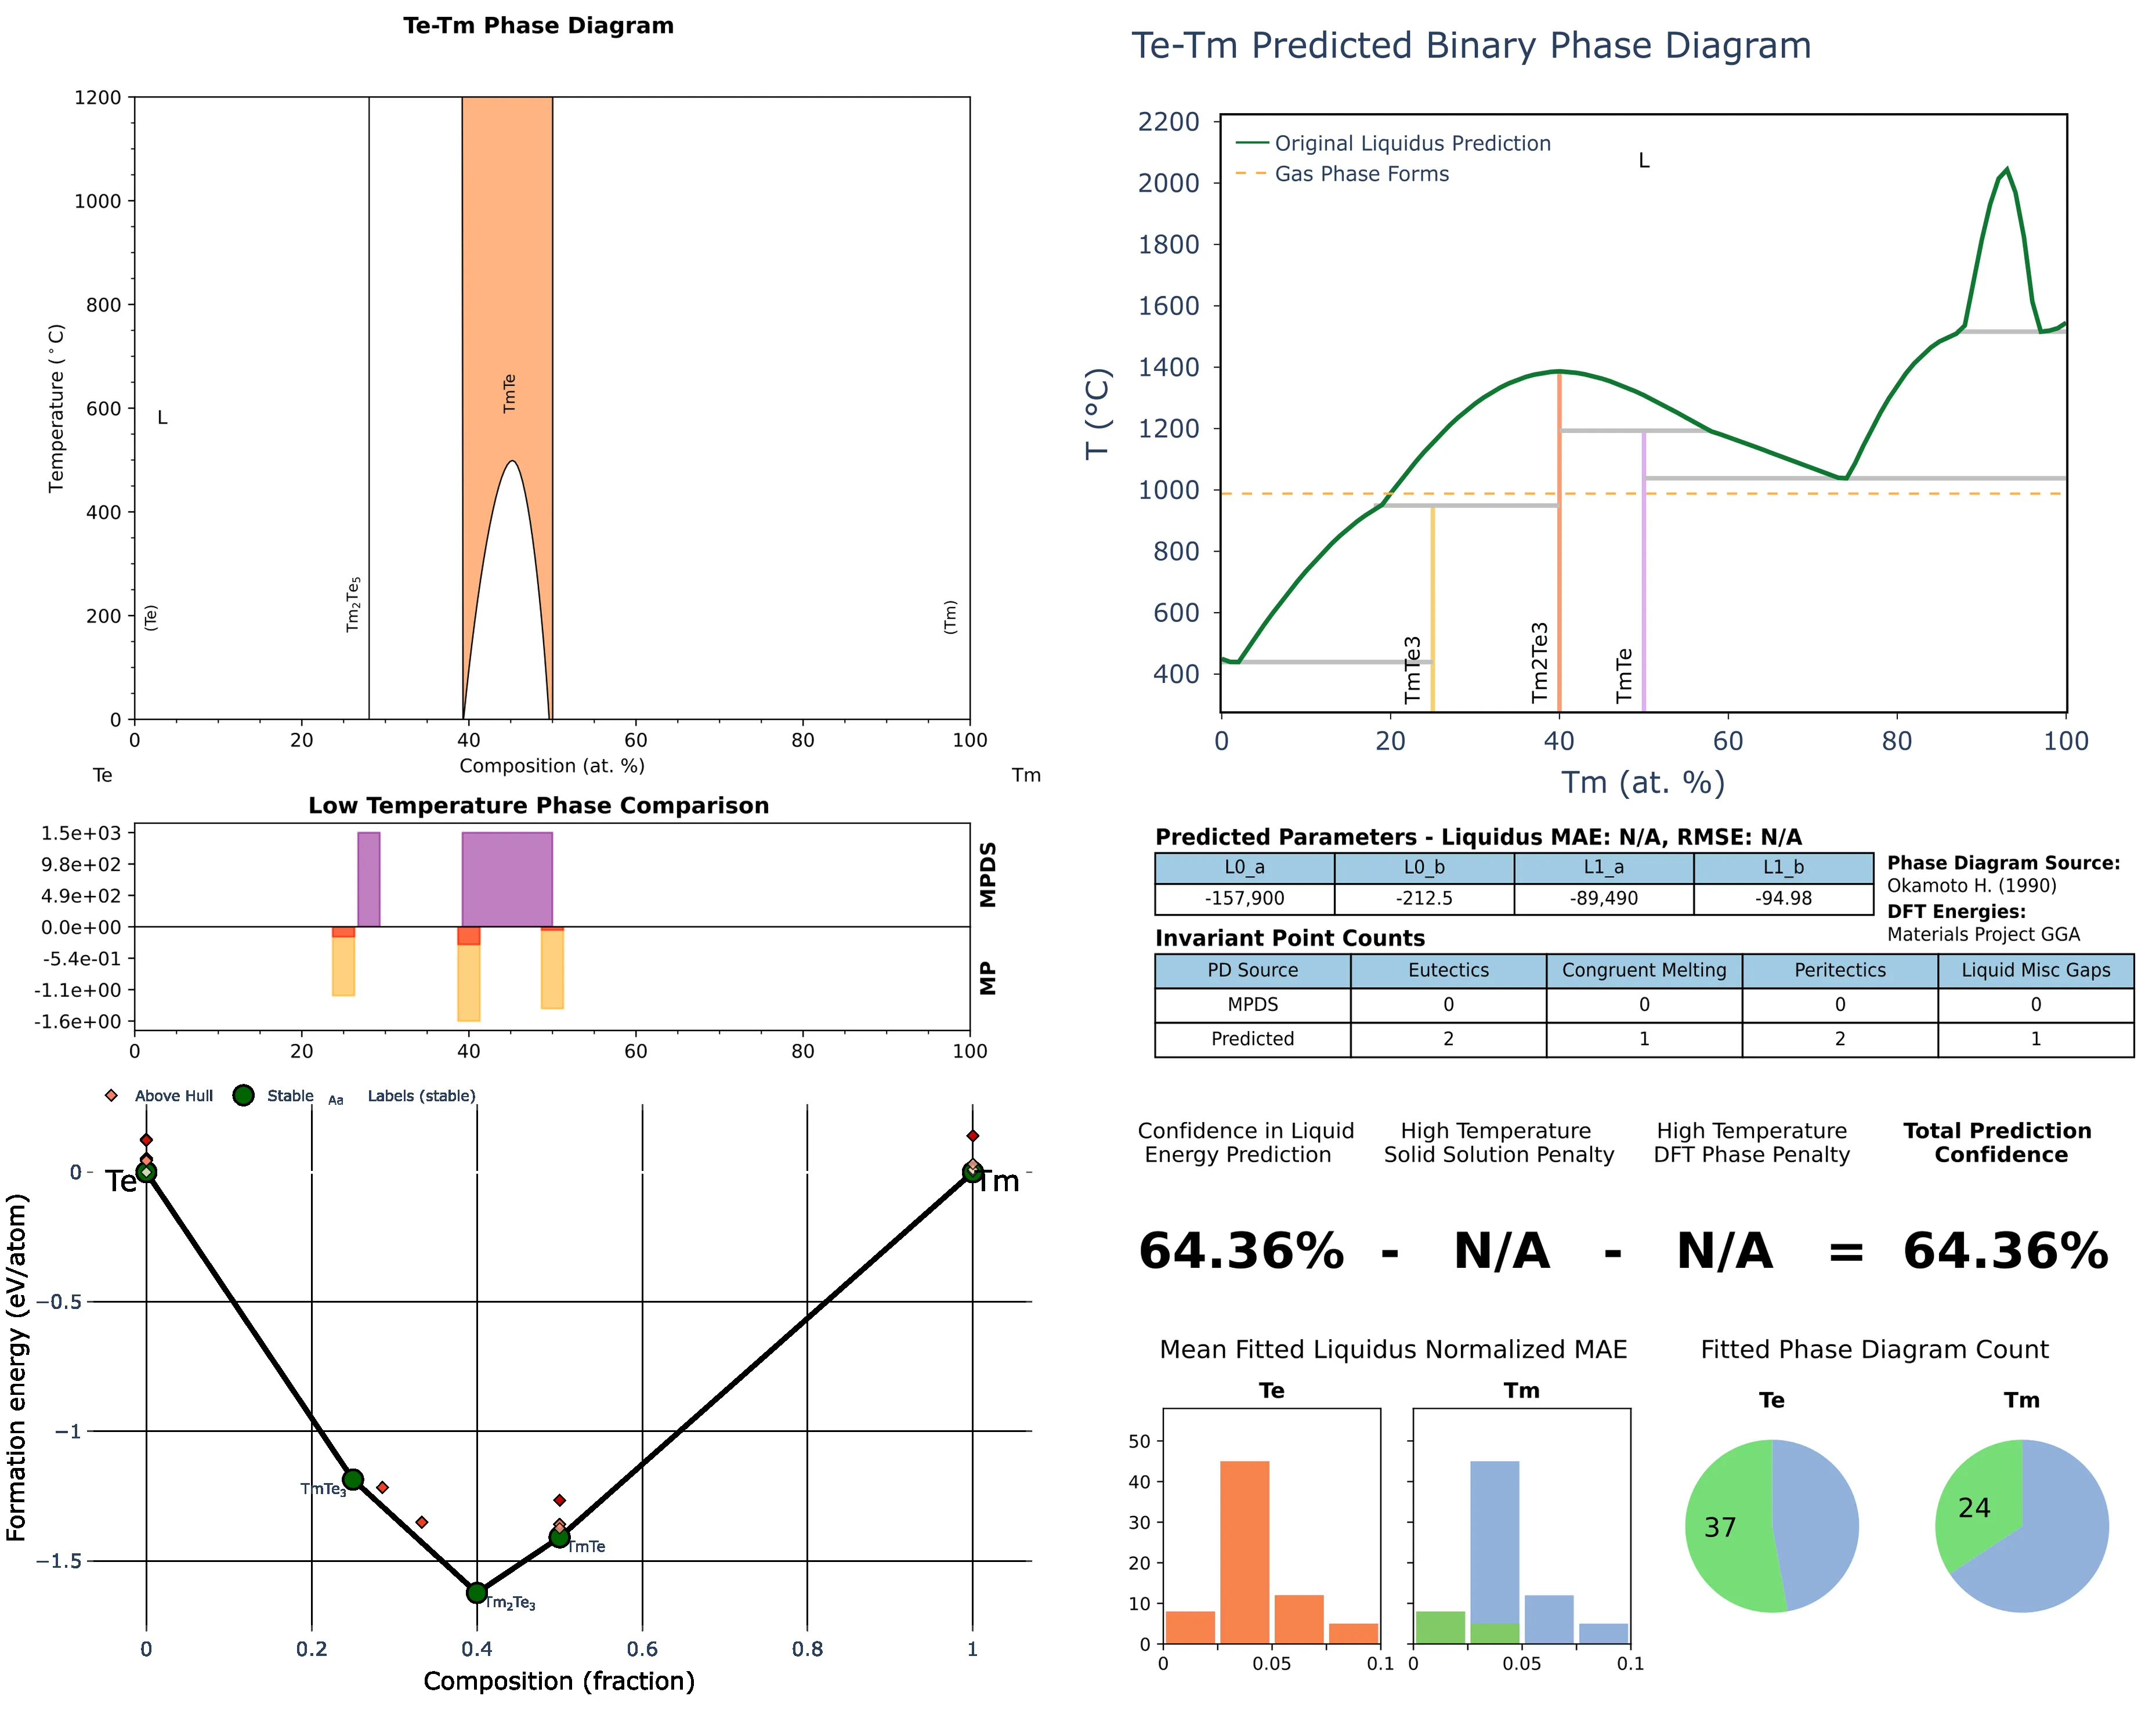 Te-Tm Phase Diagram
1200
1000
800
600
400
200
0
Temperature (°C)
L
(Te)
Tm2Te5
TmTe
(Tm)
0 20 40 60 80 100
Composition (at. %)
Te
Tm
Low Temperature Phase Comparison
1.5e+03
9.8e+02
4.9e+02
0.0e+00
-5.4e-01
-1.1e+00
-1.6e+00
MPDS
MP
0 20 40 60 80 100
Above Hull Stable Aa Labels (stable)
0
−0.5
−1
−1.5
Formation energy (eV/atom)
Te
Tm
TmTe3
TmTe
Tm2Te3
0 0.2 0.4 0.6 0.8 1
Composition (fraction)
Te-Tm Predicted Binary Phase Diagram
2200
2000
1800
1600
1400
1200
1000
800
600
400
T (°C)
Original Liquidus Prediction
Gas Phase Forms
L
TmTe3
Tm2Te3
TmTe
0 20 40 60 80 100
Tm (at. %)
Predicted Parameters - Liquidus MAE: N/A, RMSE: N/A
L0_a L0_b L1_a L1_b
-157,900 -212.5 -89,490 -94.98
Phase Diagram Source:
Okamoto H. (1990)
DFT Energies:
Materials Project GGA
Invariant Point Counts
PD Source Eutectics Congruent Melting Peritectics Liquid Misc Gaps
MPDS 0 0 0 0
Predicted 2 1 2 1
Confidence in Liquid
Energy Prediction
High Temperature
Solid Solution Penalty
High Temperature
DFT Phase Penalty
Total Prediction
Confidence
64.36% - N/A - N/A = 64.36%
Mean Fitted Liquidus Normalized MAE
Te
Tm
50
40
30
20
10
0
0 0.05 0.1
0 0.05 0.1
Fitted Phase Diagram Count
Te
Tm
37
24